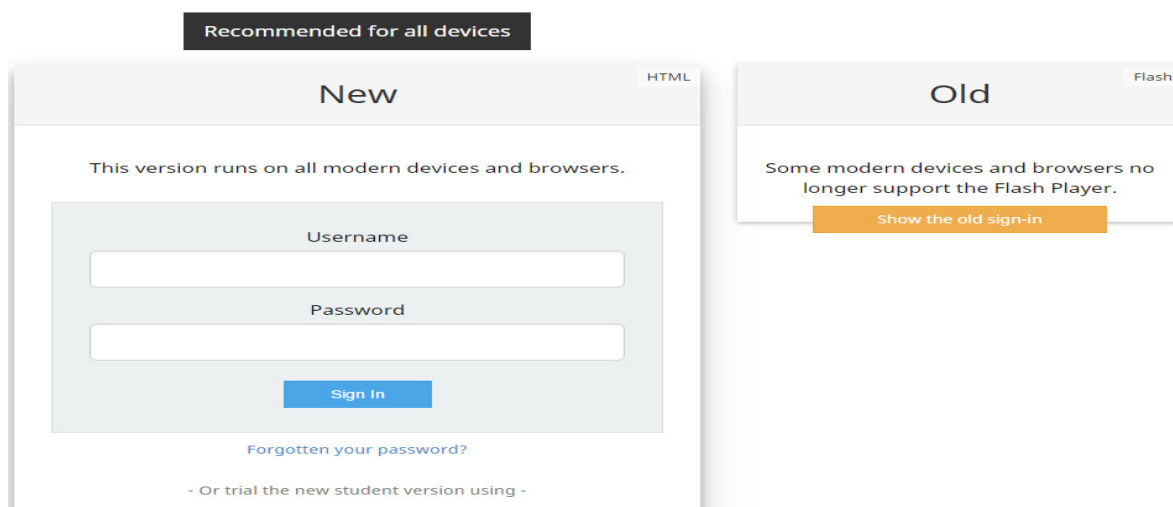 Recommended for all devices
HTML
New
This version runs on all modern devices and browsers.
Username
Password
Sign In
Forgotten your password?
- Or trial the new student version using -
Flash
Old
Some modern devices and browsers no
longer support the Flash Player.
Show the old sign-in